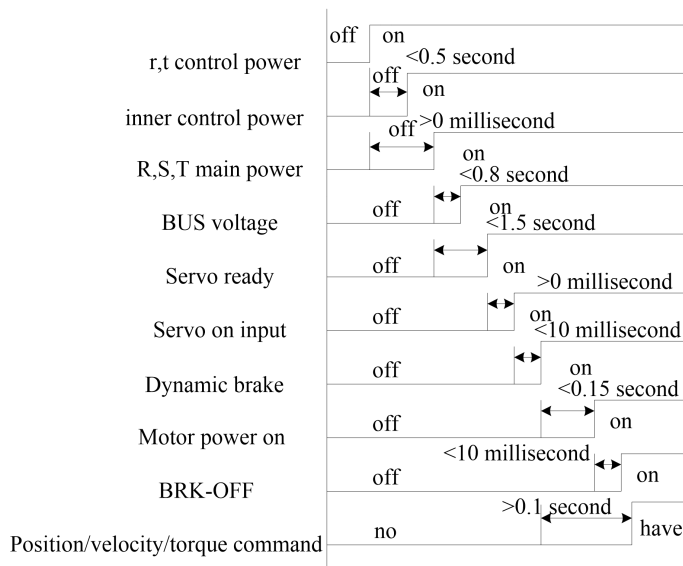 off on
r,t control power <0.5 second
off on
inner control power >0 millisecond
off
R,S,T main power on
<0.8 second
BUS voltage off on
<1.5 second
Servo ready off on
>0 millisecond
Servo on input off on
<10 millisecond
Dynamic brake off on
<0.15 second
Motor power on off on
<10 millisecond
BRK-OFF off on
>0.1 second
Position/velocity/torque command no have